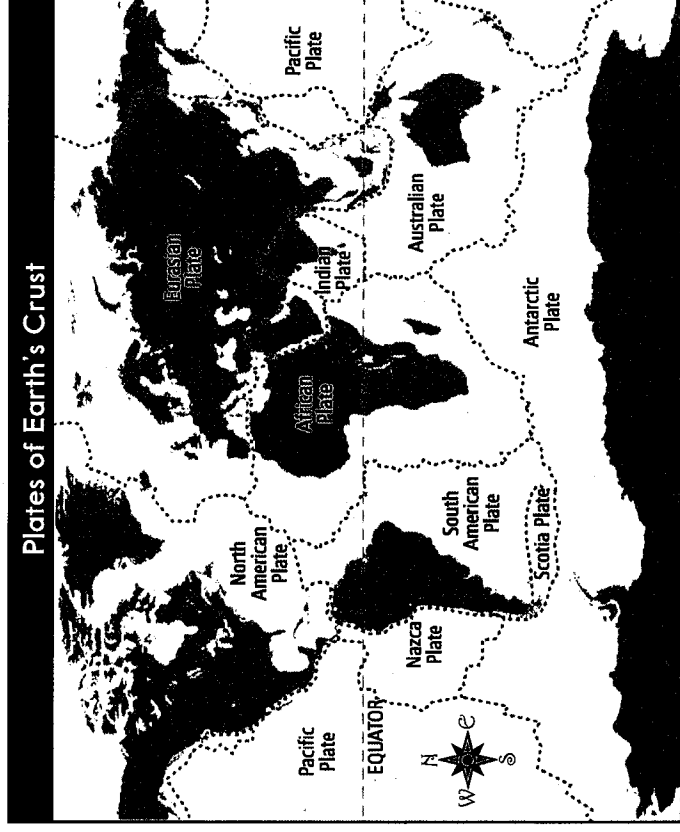 Plates of Earth's Crust
Eurasian
Plate
Pacific
Plate
North
American
Plate
African
Plate
Indian
Plate
Pacific
Plate
EQUATOR
Nazca
Plate
South
American
Plate
Australian
Plate
Scotia Plate
Antarctic
Plate
N
W
e
S